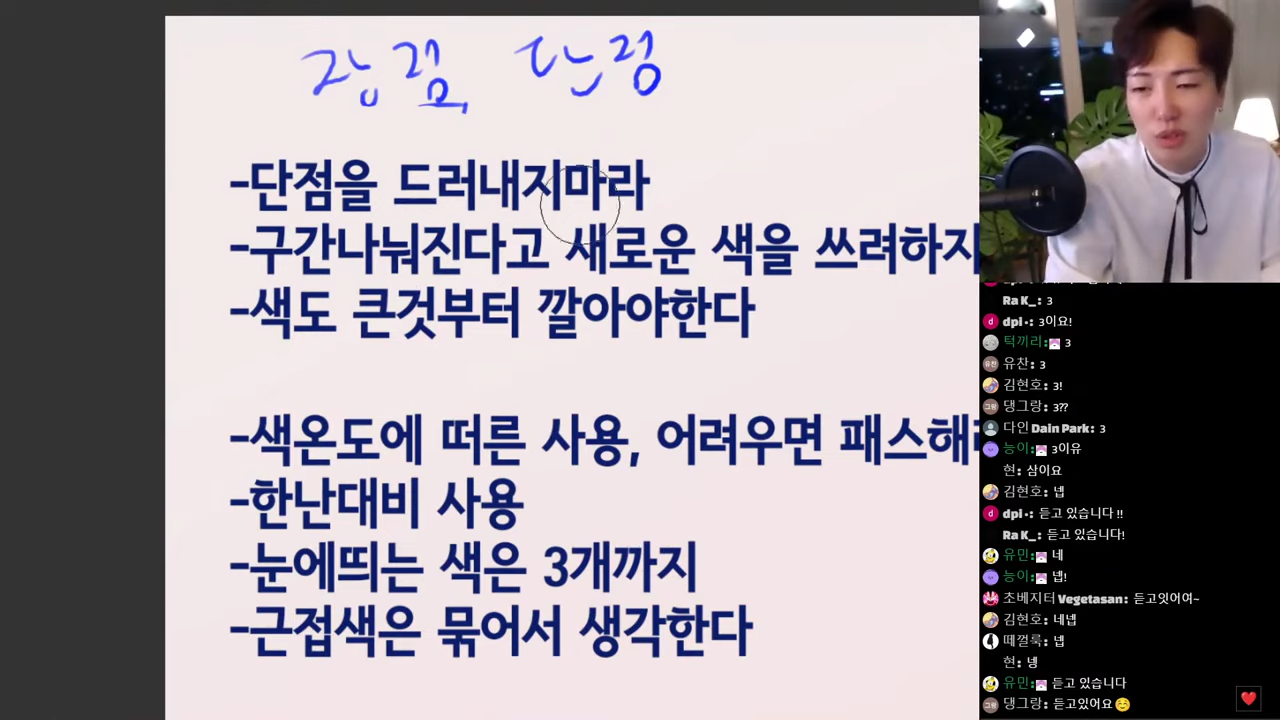 장점, 단점
-단점을 드러내지마라
-구간나눠진다고 새로운 색을 쓰려하지
-색도 큰것부터 깔아야한다
-색온도에 떠른 사용, 어려우면 패스해
-한난대비 사용
-눈에띄는 색은 3개까지
-근접색은 묶어서 생각한다
Ra K_: 3
dpi •: 3이요!
턱끼리: 3
유찬: 3
김현호: 3!
댕그랑: 3??
다인 Dain Park: 3
능이: 3이유
현: 삼이요
김현호: 넵
dpi •: 듣고 있습니다 !!
Ra K_: 듣고 있습니다!
유민: 네
능이: 넵!
초베지터 Vegetasan: 듣고잇어여~
김현호: 네넵
떼껄룩: 넵
현: 넹
유민: 듣고 있습니다
댕그랑: 듣고있어요